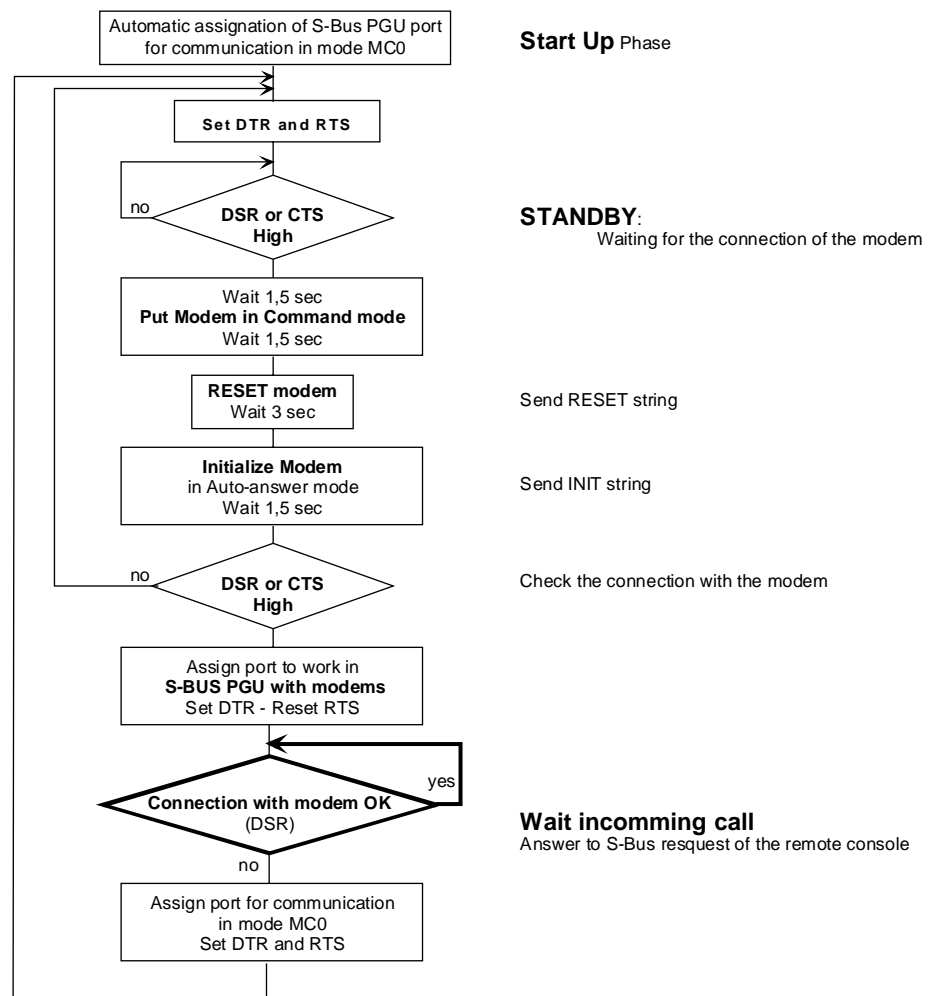 Automatic assignation of S-Bus PGU port
for communication in mode MC0
Start Up Phase
Set DTR and RTS
no
DSR or CTS
High
STANDBY:
Waiting for the connection of the modem
Wait 1,5 sec
Put Modem in Command mode
Wait 1,5 sec
RESET modem
Wait 3 sec
Send RESET string
Initialize Modem
in Auto-answer mode
Wait 1,5 sec
Send INIT string
no
DSR or CTS
High
Check the connection with the modem
Assign port to work in
S-BUS PGU with modems
Set DTR - Reset RTS
yes
Connection with modem OK
(DSR)
Wait incomming call
Answer to S-Bus resquest of the remote console
no
Assign port for communication
in mode MC0
Set DTR and RTS